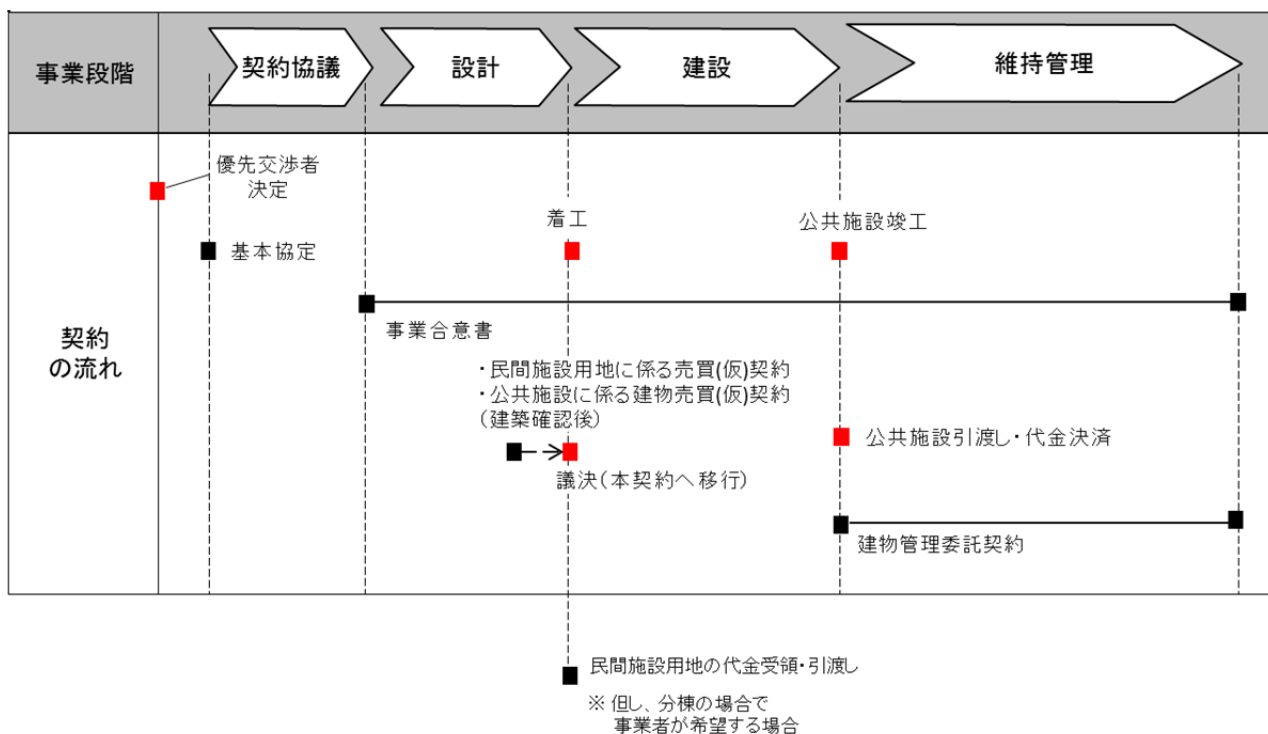 事業段階
契約協議
設計
建設
維持管理
契約
の流れ
優先交渉者
決定
基本協定
着工
公共施設竣工
事業合意書
・民間施設用地に係る売買(仮)契約
・公共施設に係る建物売買(仮)契約
（建築確認後）
議決（本契約へ移行）
公共施設引渡し・代金決済
建物管理委託契約
民間施設用地の代金受領・引渡し
※ 但し、分棟の場合で
事業者が希望する場合